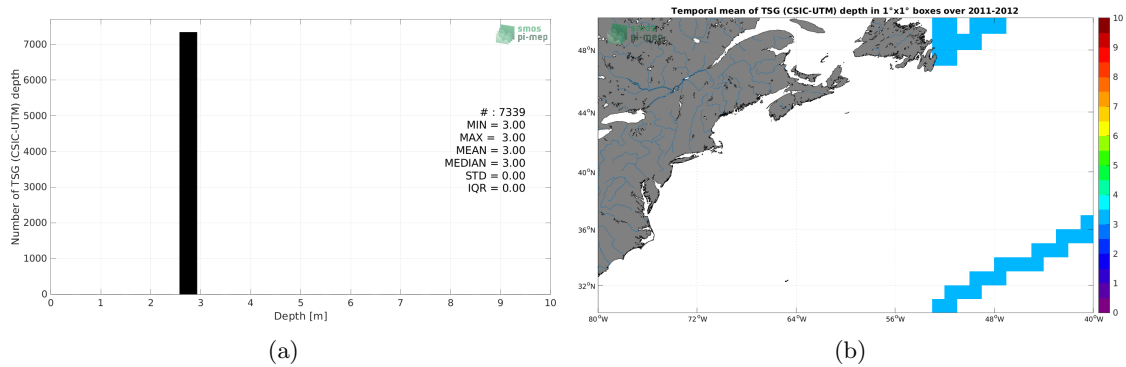 Number of TSG (CSIC-UTM) depth
7000
6000
5000
4000
3000
2000
1000
0
smos
pi-mep
# : 7339
MIN = 3.00
MAX = 3.00
MEAN = 3.00
MEDIAN = 3.00
STD = 0.00
IQR = 0.00
0 1 2 3 4 5 6 7 8 9 10
Depth [m]
(a)
Temporal mean of TSG (CSIC-UTM) depth in 1°x1° boxes over 2011-2012
smos
pi-mep
48°N
44°N
40°N
36°N
32°N
80°W 72°W 64°W 56°W 48°W 40°W
10
9
8
7
6
5
4
3
2
1
0
(b)